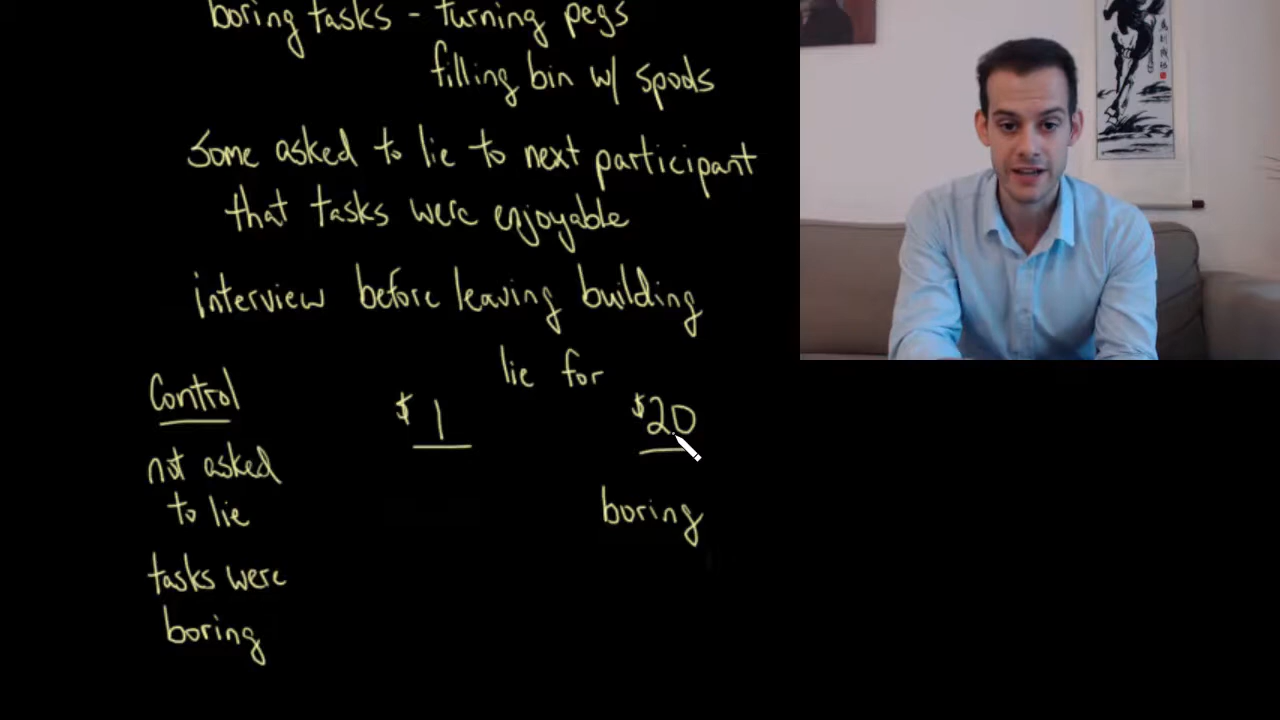 boring tasks - turning pegs
filling bin w/ spools
some asked to lie to next participant
that tasks were enjoyable
interview before leaving building
lie for
Control $1 $20
not asked
to lie
boring
tasks were
boring